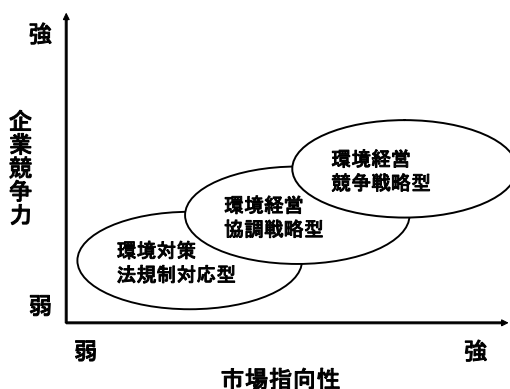 強
企業競争力
弱
環境経営
競争戦略型
環境経営
協調戦略型
環境対策
法規制対応型
弱
強
市場指向性